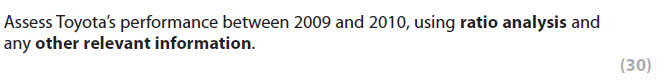 Assess Toyota’s performance between 2009 and 2010, using ratio analysis and
any other relevant information.
(30)